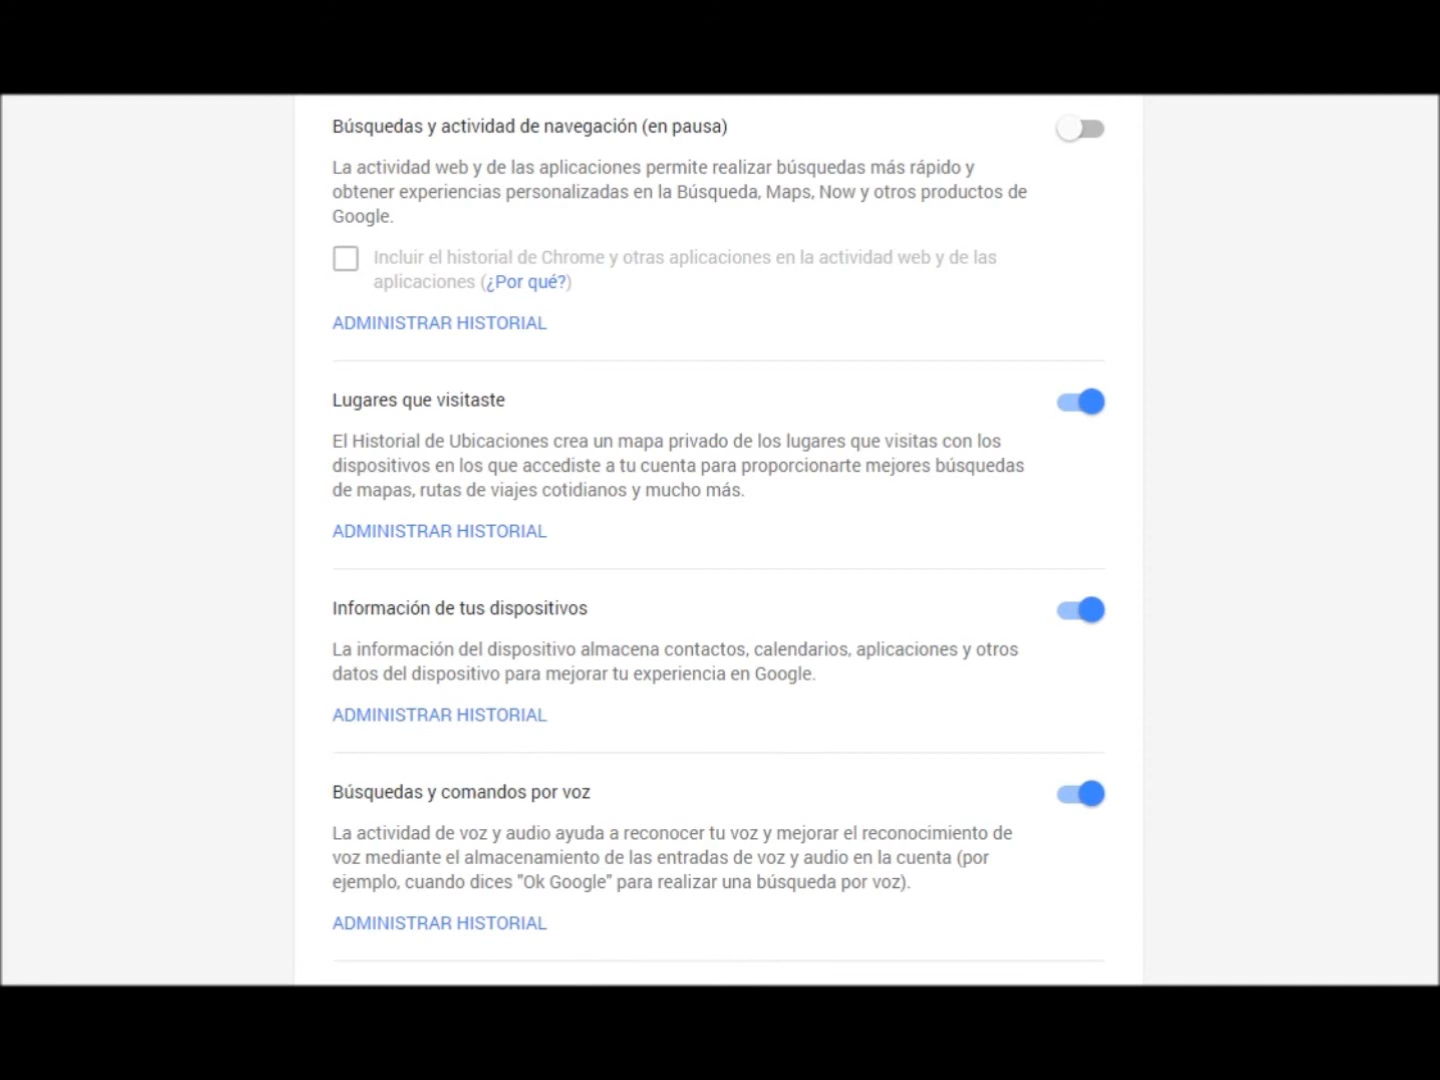 Búsquedas y actividad de navegación (en pausa)
La actividad web y de las aplicaciones permite realizar búsquedas más rápido y
obtener experiencias personalizadas en la Búsqueda, Maps, Now y otros productos de
Google.
Incluir el historial de Chrome y otras aplicaciones en la actividad web y de las
aplicaciones (¿Por qué?)
ADMINISTRAR HISTORIAL
Lugares que visitaste
El Historial de Ubicaciones crea un mapa privado de los lugares que visitas con los
dispositivos en los que accediste a tu cuenta para proporcionarte mejores búsquedas
de mapas, rutas de viajes cotidianos y mucho más.
ADMINISTRAR HISTORIAL
Información de tus dispositivos
La información del dispositivo almacena contactos, calendarios, aplicaciones y otros
datos del dispositivo para mejorar tu experiencia en Google.
ADMINISTRAR HISTORIAL
Búsquedas y comandos por voz
La actividad de voz y audio ayuda a reconocer tu voz y mejorar el reconocimiento de
voz mediante el almacenamiento de las entradas de voz y audio en la cuenta (por
ejemplo, cuando dices "Ok Google" para realizar una búsqueda por voz).
ADMINISTRAR HISTORIAL